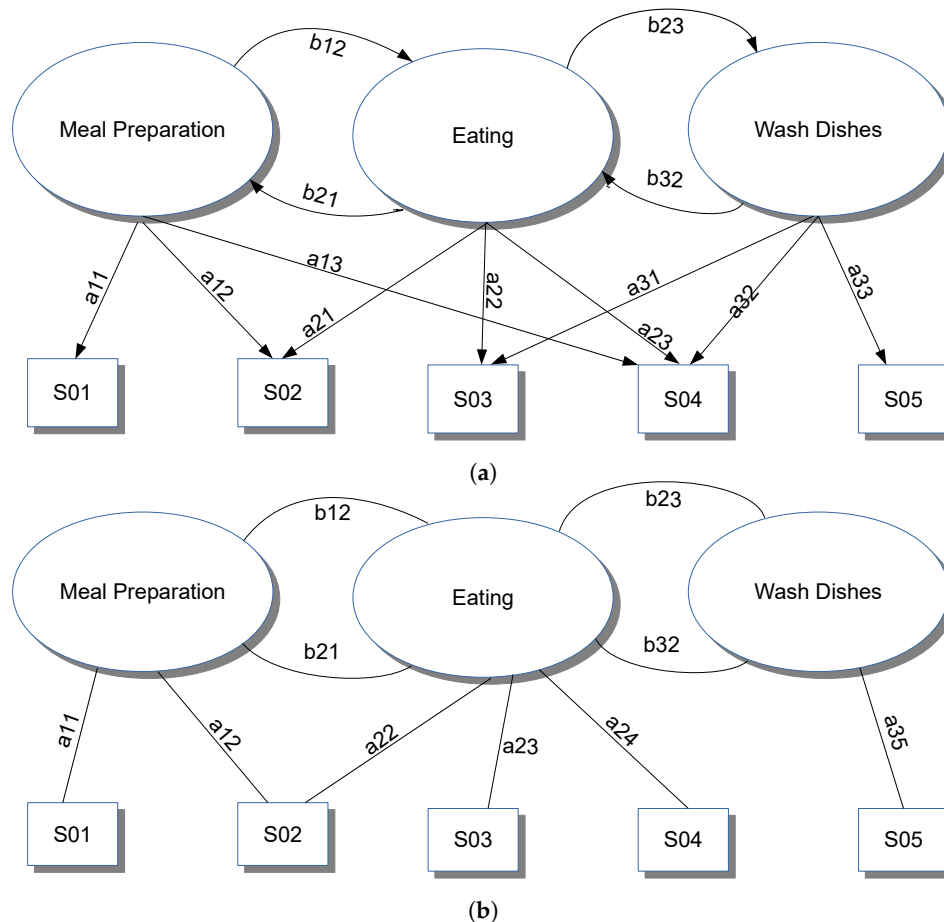 b12
b23
Meal Preparation
Eating
Wash Dishes
b21
b32
a11
a12
a13
a21
a22
a23
a31
a32
a33
S01
S02
S03
S04
S05
(a)
b12
b23
Meal Preparation
Eating
Wash Dishes
b21
b32
a11
a12
a22
a23
a24
a35
S01
S02
S03
S04
S05
(b)